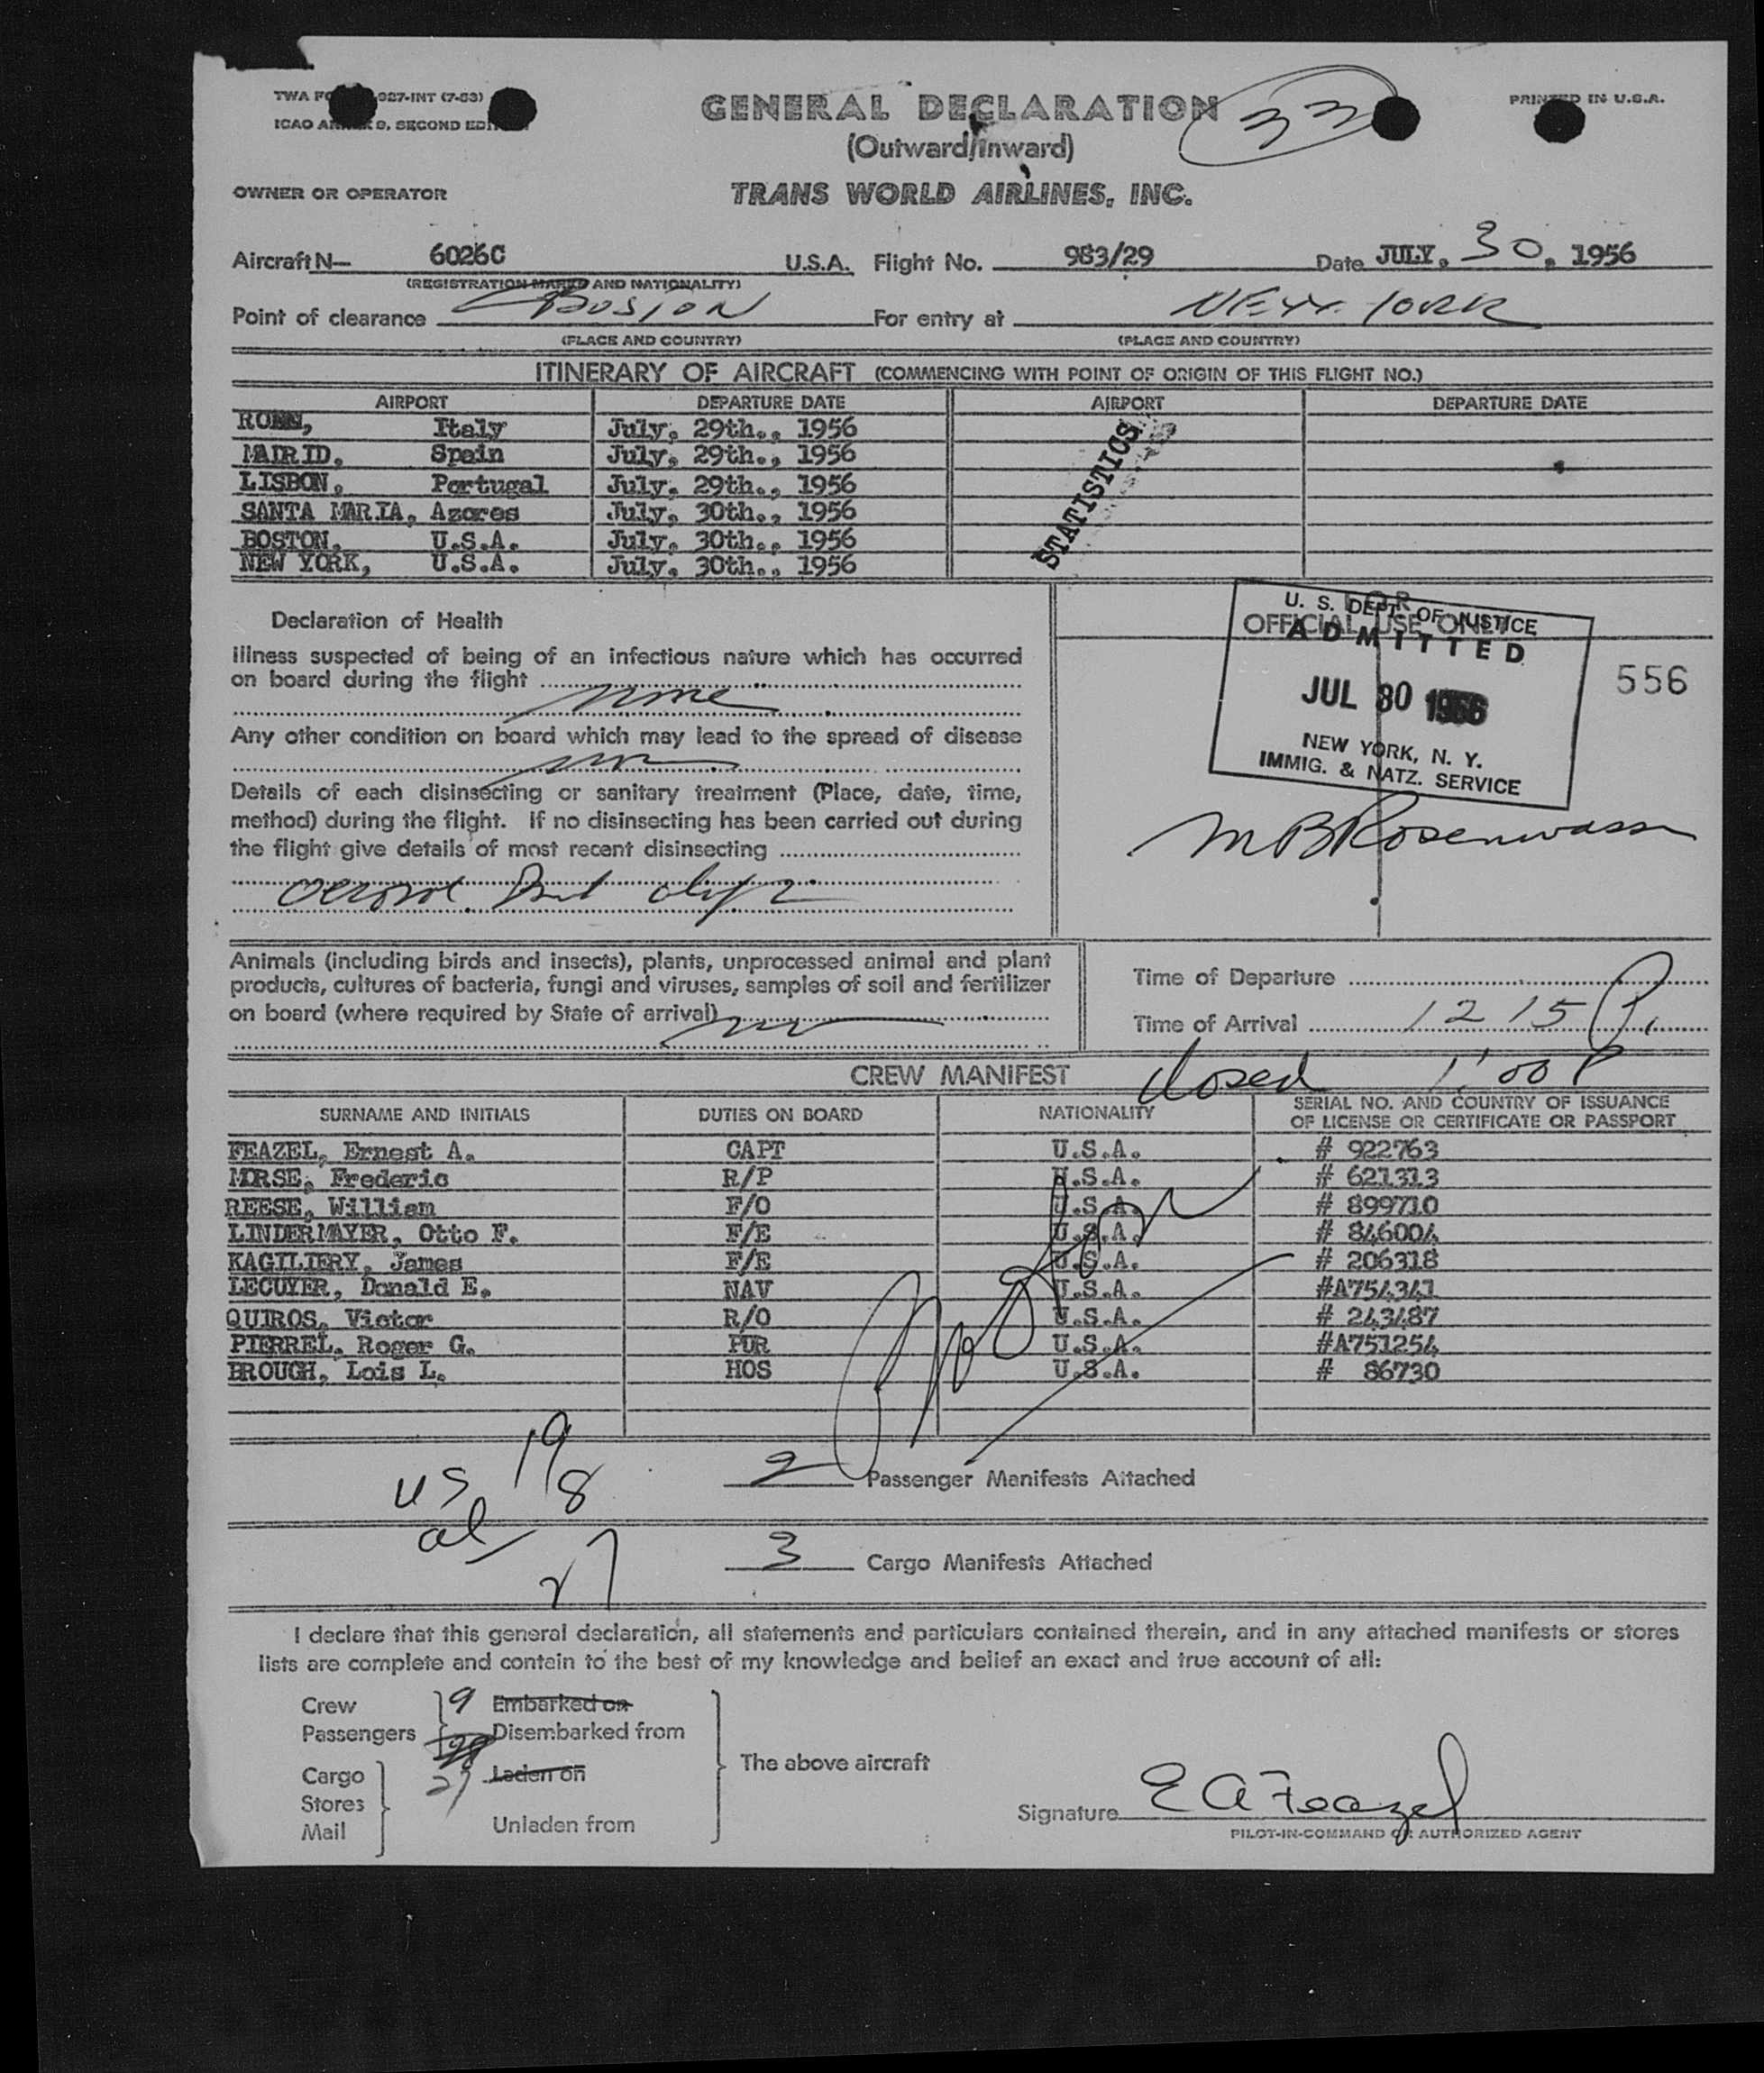 TWA FO 927-INT (7-53)
ICAO ANNEX 9, SECOND EDITION
PRINTED IN U.S.A.
GENERAL DECLARATION
33
(Outward/Inward)
OWNER OR OPERATOR
TRANS WORLD AIRLINES, INC.
Aircraft N— 6026C U.S.A. Flight No. 983/29 Date JULY, 30, 1956
(REGISTRATION MARKS AND NATIONALITY)
Point of clearance BOSTON For entry at NEW YORK
(PLACE AND COUNTRY) (PLACE AND COUNTRY)
ITINERARY OF AIRCRAFT (COMMENCING WITH POINT OF ORIGIN OF THIS FLIGHT NO.)
AIRPORT DEPARTURE DATE AIRPORT DEPARTURE DATE
Italy July, 29th., 1956
MAIRID, Spain July, 29th., 1956
LISBON, Portugal July, 29th., 1956
SANTA MARIA, Azores July, 30th., 1956
BOSTON, U.S.A. July, 30th., 1956
NEW YORK, U.S.A. July, 30th., 1956
STATISTICS
Declaration of Health
FOR
OFFICIAL USE ONLY
U. S. DEPT. OF JUSTICE
ADMITTED
JUL 30 1956
NEW YORK, N. Y.
IMMIG. & NATZ. SERVICE
556
M B Rosenwasser
Illness suspected of being of an infectious nature which has occurred
on board during the flight
none
Any other condition on board which may lead to the spread of disease
Details of each disinsecting or sanitary treatment (Place, date, time,
method) during the flight. If no disinsecting has been carried out during
the flight give details of most recent disinsecting
Animals (including birds and insects), plants, unprocessed animal and plant
products, cultures of bacteria, fungi and viruses, samples of soil and fertilizer
on board (where required by State of arrival)
Time of Departure
Time of Arrival 12 15 P.
closed 1:00 P
CREW MANIFEST
SURNAME AND INITIALS DUTIES ON BOARD NATIONALITY SERIAL NO. AND COUNTRY OF ISSUANCE
OF LICENSE OR CERTIFICATE OR PASSPORT
FEAZEL, Ernest A. CAPT U.S.A. # 922763
MORSE, Frederic R/P U.S.A. # 621313
REESE, William F/O U.S.A. # 899710
LINDERMAYER, Otto F. F/E U.S.A. # 846004
KAGILIERY, James F/E U.S.A. # 206318
LECUYER, Donald E. NAV U.S.A. #A754341
QUIROS, Victor R/O U.S.A. # 243487
PIERREL, Roger G. PUR U.S.A. #A751254
BROUGH, Lois L. HOS U.S.A. # 86730
us 19
al 8
27
2 Passenger Manifests Attached
3 Cargo Manifests Attached
I declare that this general declaration, all statements and particulars contained therein, and in any attached manifests or stores
lists are complete and contain to the best of my knowledge and belief an exact and true account of all:
Crew 9 Embarked on
Passengers Disembarked from
Cargo 27 Laden on
Stores
Mail Unladen from
The above aircraft
Signature E A Feazel
PILOT-IN-COMMAND OR AUTHORIZED AGENT